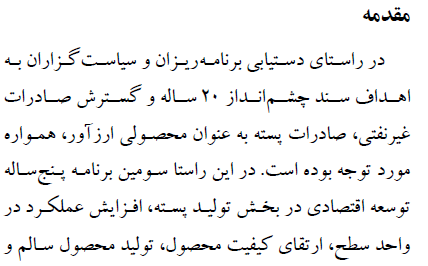 مقدمه
در راستای دستیابی برنامه‌ریزان و سیاست‌گزاران به
اهداف سند چشم‌انداز ۲۰ ساله و گسترش صادرات
غیرنفتی، صادرات پسته به عنوان محصولی ارزآور، همواره
مورد توجه بوده است. در این راستا سومین برنامه پنج‌ساله
توسعه اقتصادی در بخش تولید پسته، افزایش عملکرد در
واحد سطح، ارتقای کیفیت محصول، تولید محصول سالم و